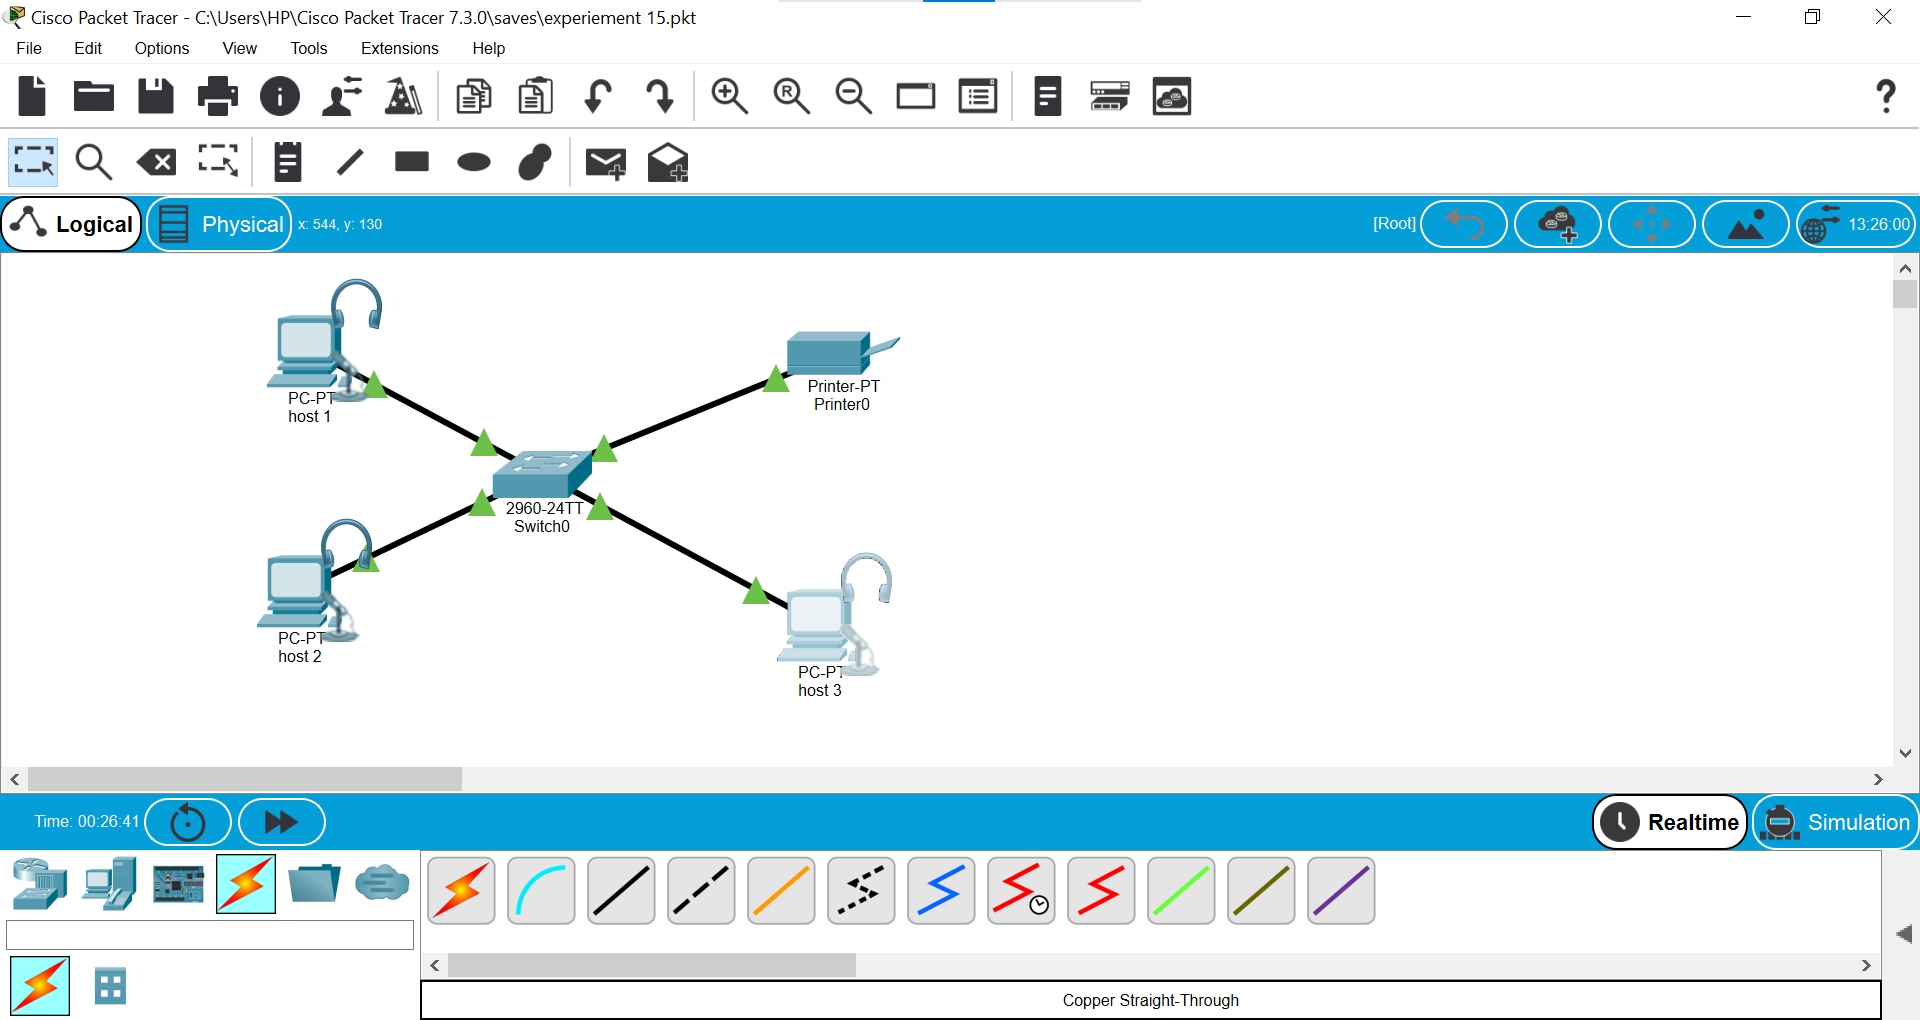 Cisco Packet Tracer - C:\Users\HP\Cisco Packet Tracer 7.3.0\saves\experiement 15.pkt
File Edit Options View Tools Extensions Help
Logical Physical x: 544, y: 130 [Root] 13:26:00
PC-PT
host 1
Printer-PT
Printer0
2960-24TT
Switch0
PC-PT
host 2
PC-PT
host 3
Time: 00:26:41 Realtime Simulation
Copper Straight-Through